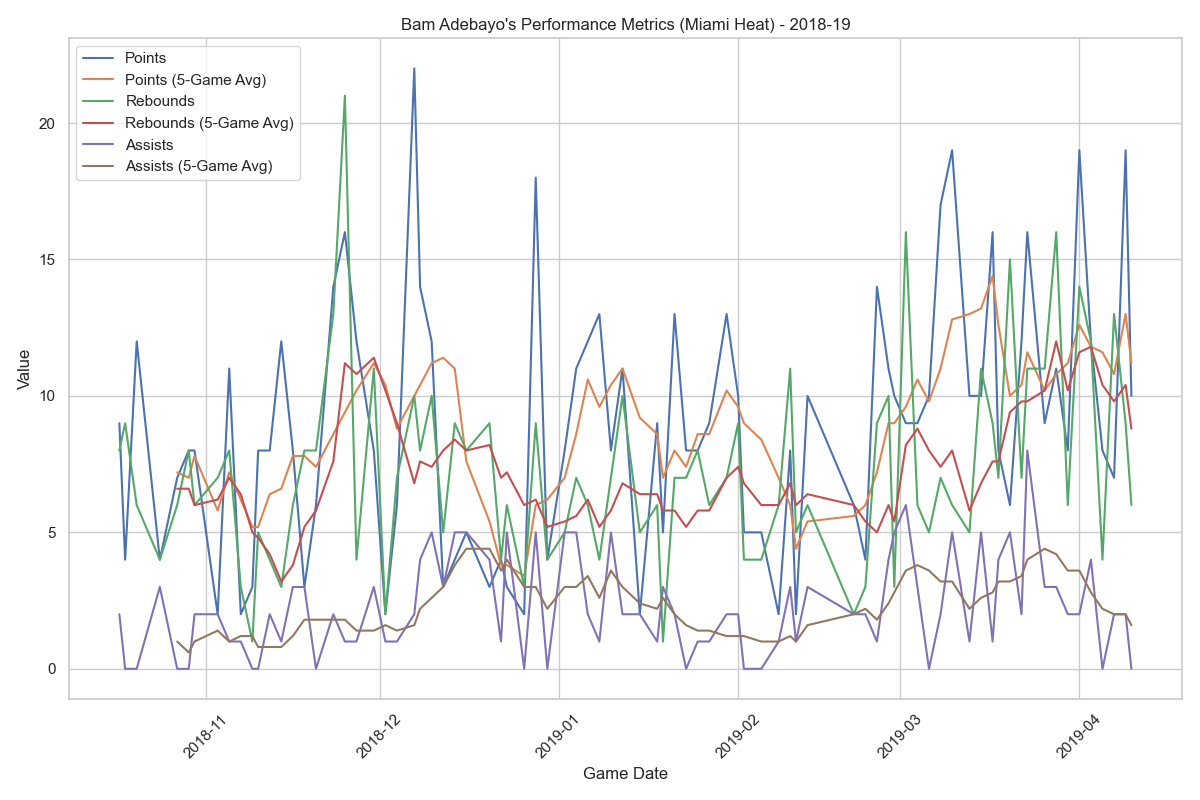 Bam Adebayo's Performance Metrics (Miami Heat) - 2018-19
Points
Points (5-Game Avg)
Rebounds
Rebounds (5-Game Avg)
Assists
Assists (5-Game Avg)
Value
20
15
10
5
0
2018-11
2018-12
2019-01
2019-02
2019-03
2019-04
Game Date